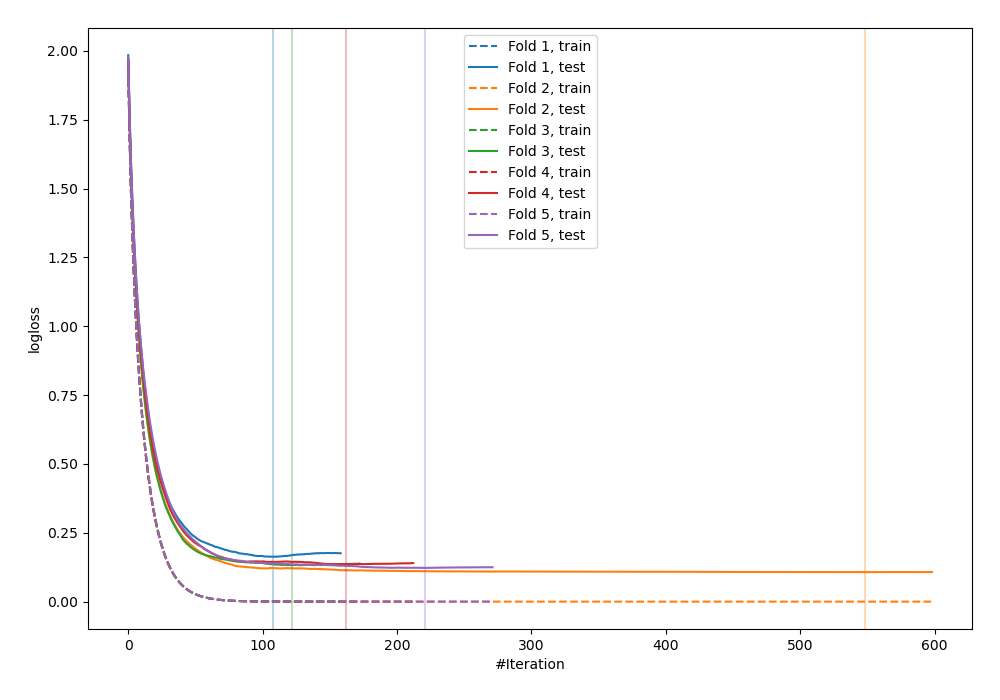 2.00
1.75
1.50
1.25
1.00
0.75
0.50
0.25
0.00
logloss
Fold 1, train
Fold 1, test
Fold 2, train
Fold 2, test
Fold 3, train
Fold 3, test
Fold 4, train
Fold 4, test
Fold 5, train
Fold 5, test
0 100 200 300 400 500 600
#Iteration